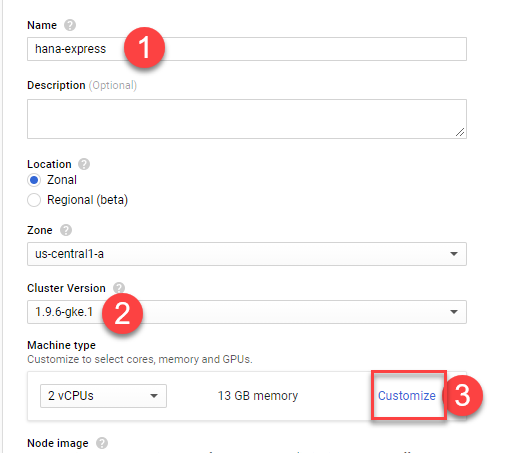 Name ?
hana-express 1
Description (Optional)
Location ?
Zonal
Regional (beta)
Zone ?
us-central1-a
Cluster Version ?
1.9.6-gke.1 2
Machine type
Customize to select cores, memory and GPUs.
2 vCPUs 13 GB memory Customize 3
Node image ?